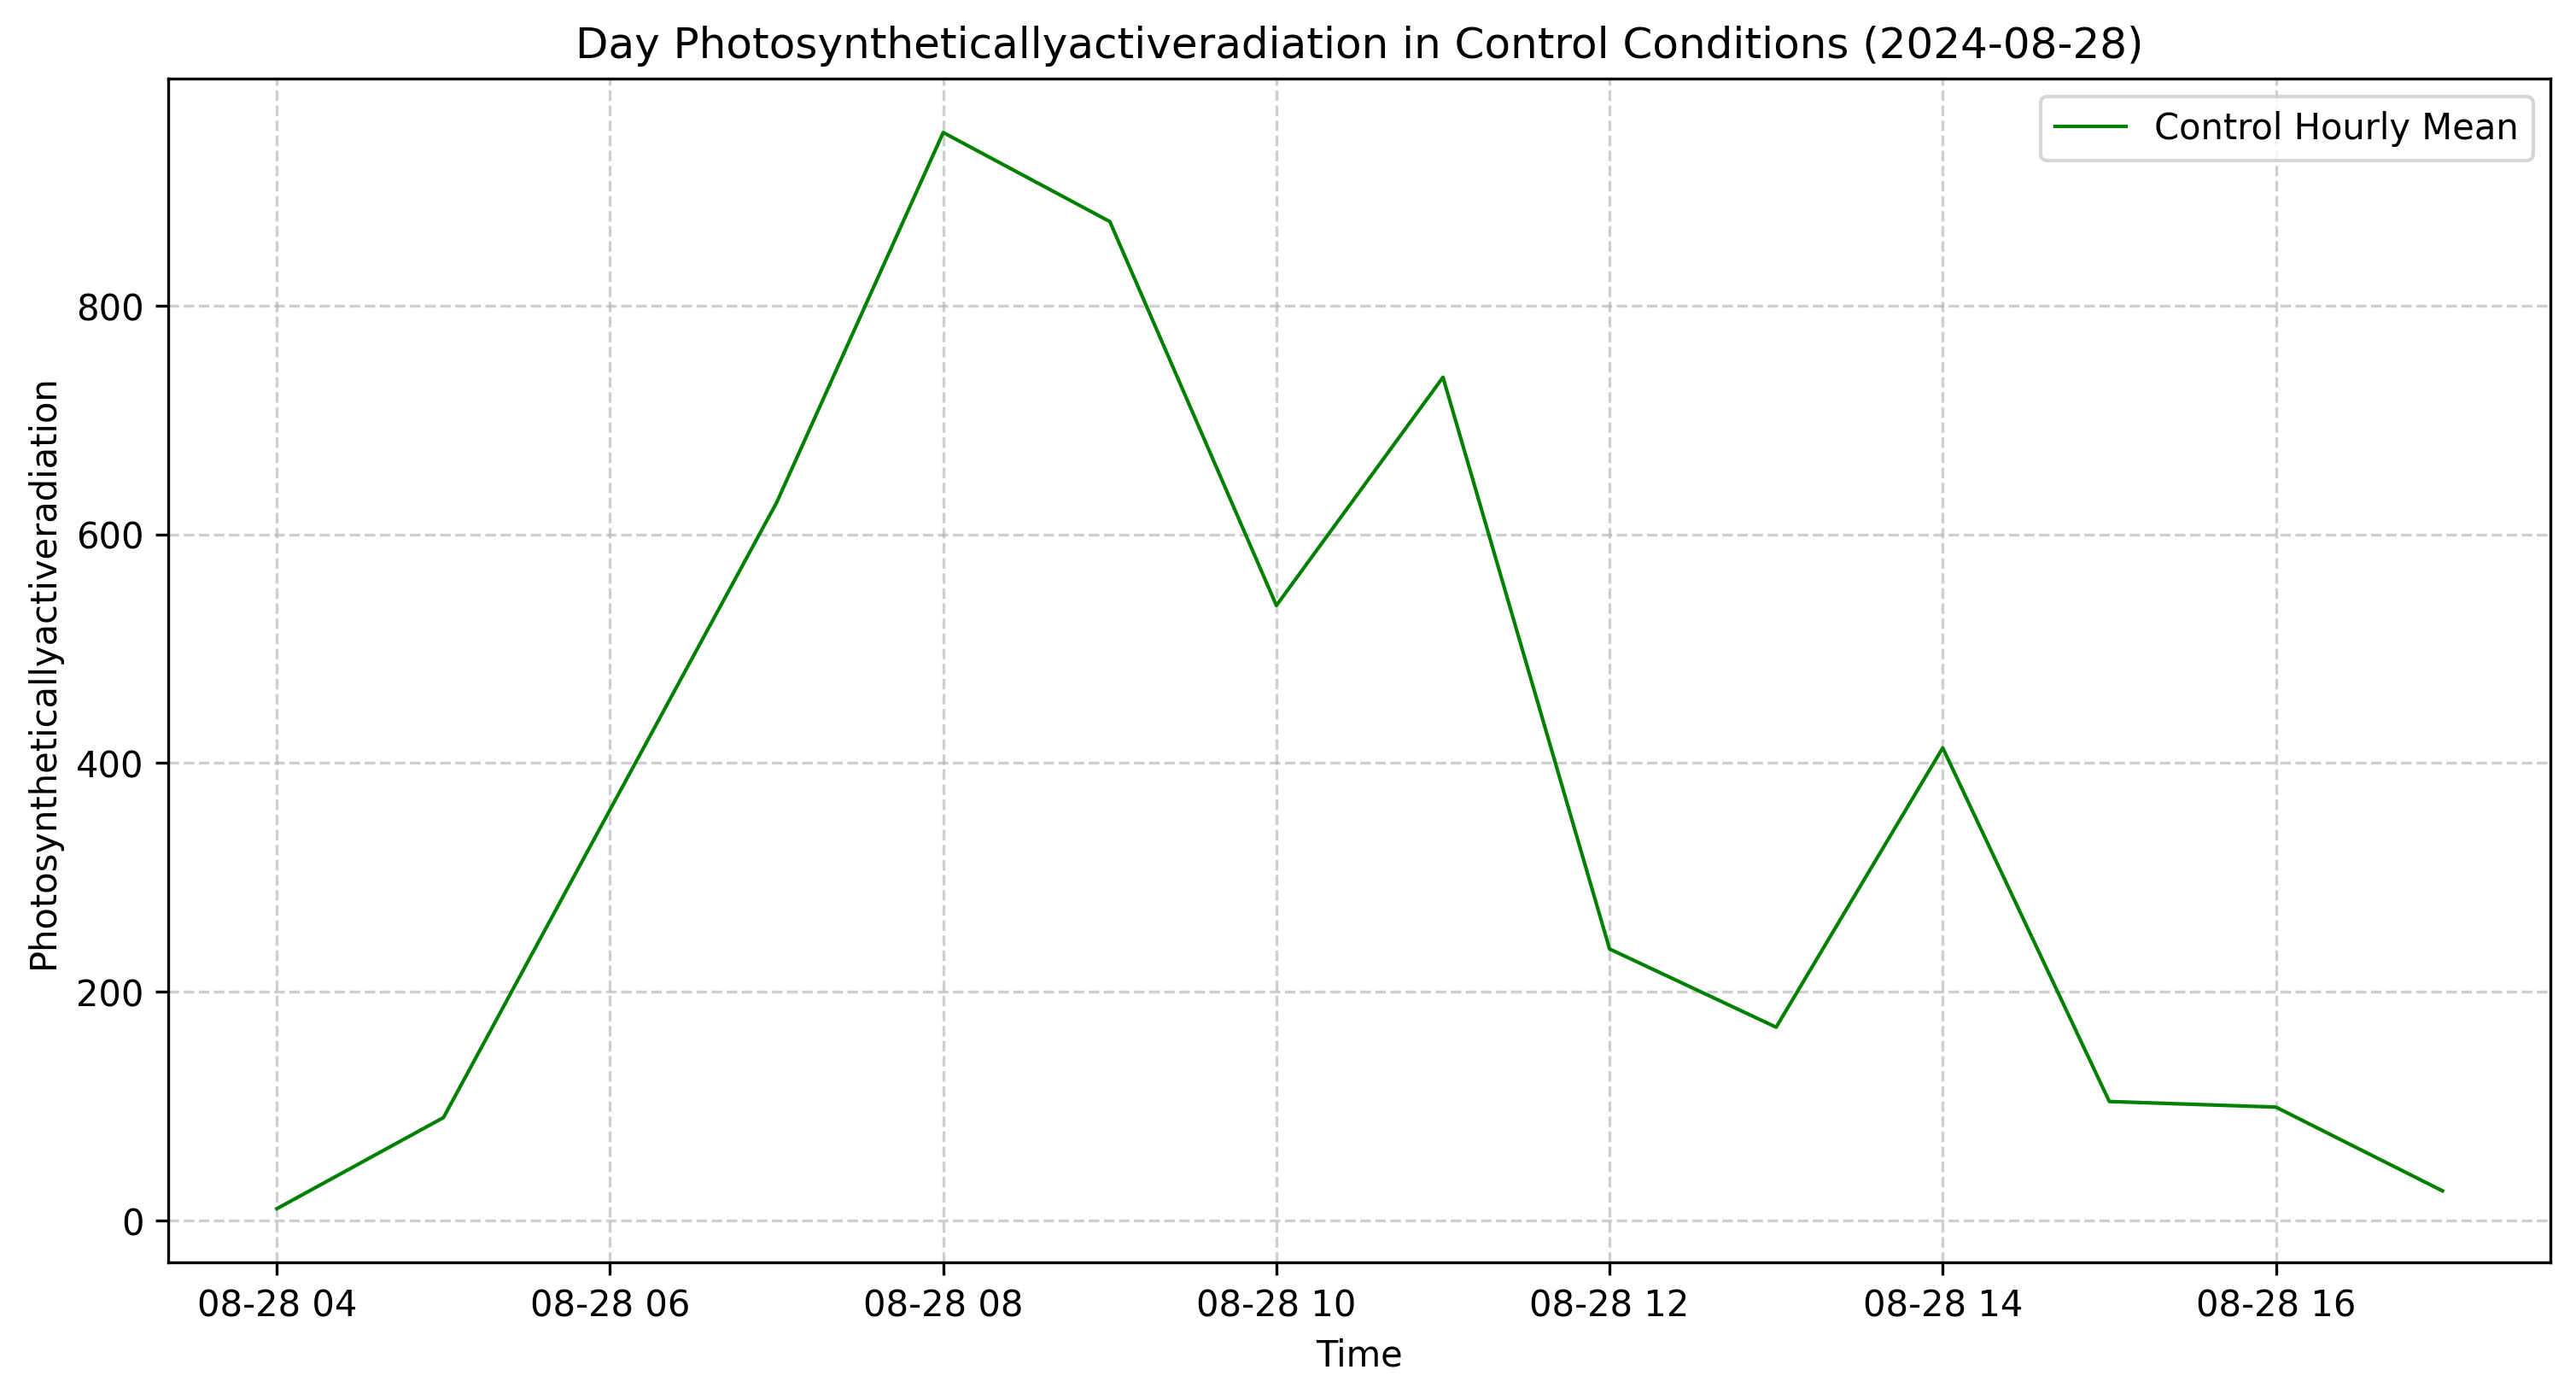 Day Photosyntheticallyactiveradiation in Control Conditions (2024-08-28)
Control Hourly Mean
Photosyntheticallyactiveradiation
800
600
400
200
0
08-28 04 08-28 06 08-28 08 08-28 10 08-28 12 08-28 14 08-28 16
Time